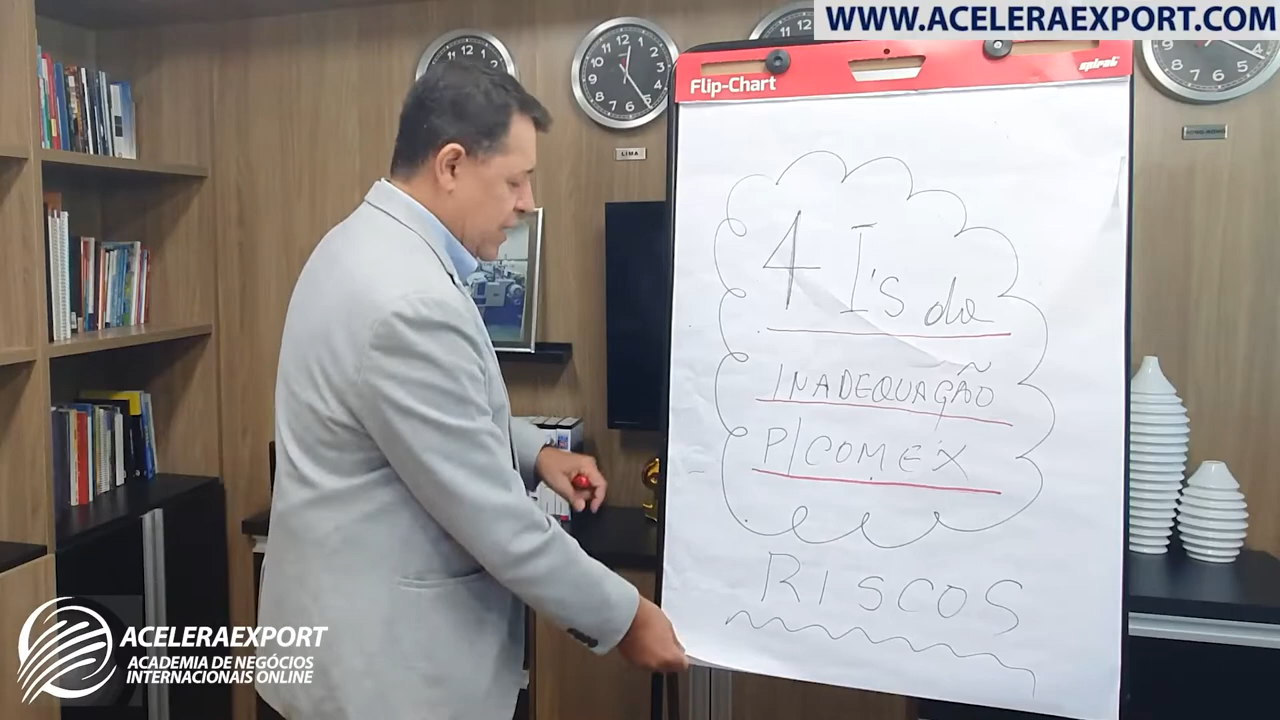 WWW.ACELERAEXPORT.COM
Flip-Chart
spiral
LIMA
4 I's da
INADEQUAÇÃO
P/COMEX
RISCOS
ACELERAEXPORT
ACADEMIA DE NEGÓCIOS
INTERNACIONAIS ONLINE